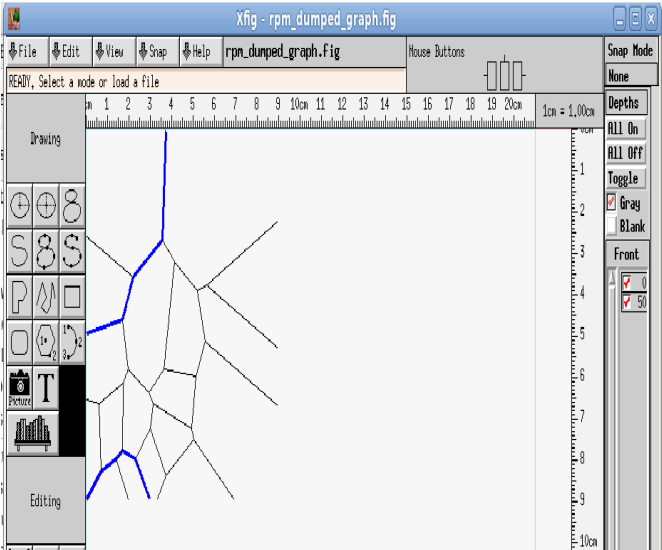 Xfig - rpm_dumped_graph.fig
File Edit View Snap Help rpm_dumped_graph.fig Mouse Buttons Snap Mode
READY, Select a mode or load a file None
1 2 3 4 5 6 7 8 9 10cm 11 12 13 14 15 16 17 18 19 20cm 1cm = 1.00cm Depths
All On
Drawing All Off
1 Toggle
Gray
2 Blank
3 Front
4 0
50
5
6
Picture T
7
8
Editing 9
10cm